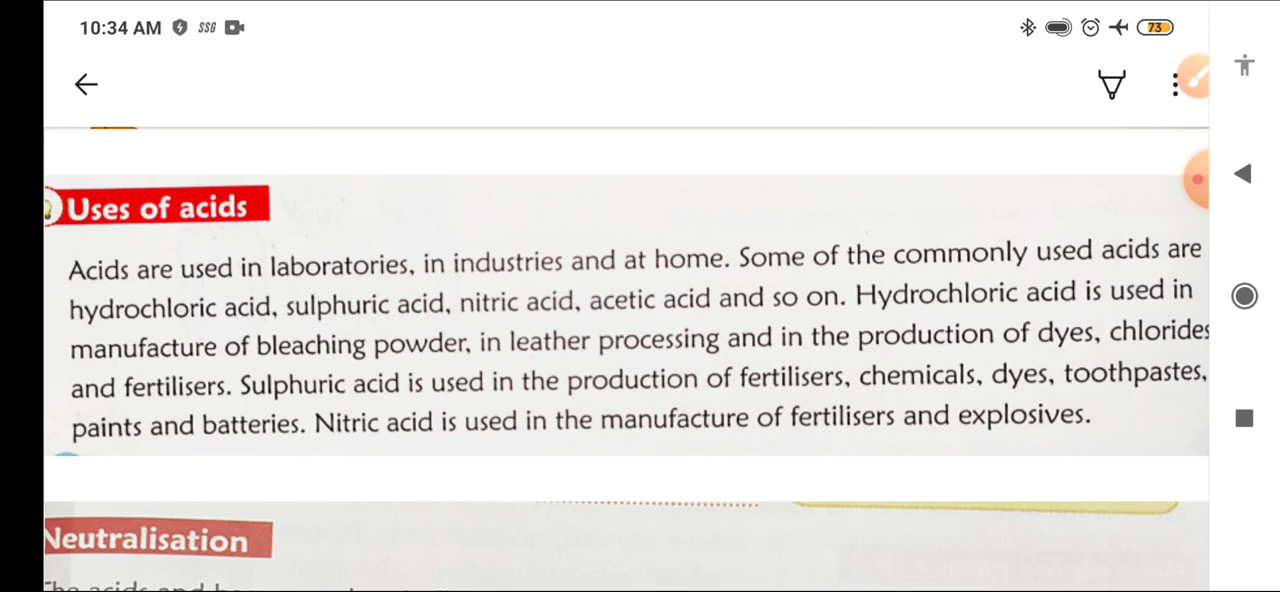 10:34 AM SSG 73
Uses of acids
Acids are used in laboratories, in industries and at home. Some of the commonly used acids are
hydrochloric acid, sulphuric acid, nitric acid, acetic acid and so on. Hydrochloric acid is used in
manufacture of bleaching powder, in leather processing and in the production of dyes, chlorides
and fertilisers. Sulphuric acid is used in the production of fertilisers, chemicals, dyes, toothpastes,
paints and batteries. Nitric acid is used in the manufacture of fertilisers and explosives.
Neutralisation